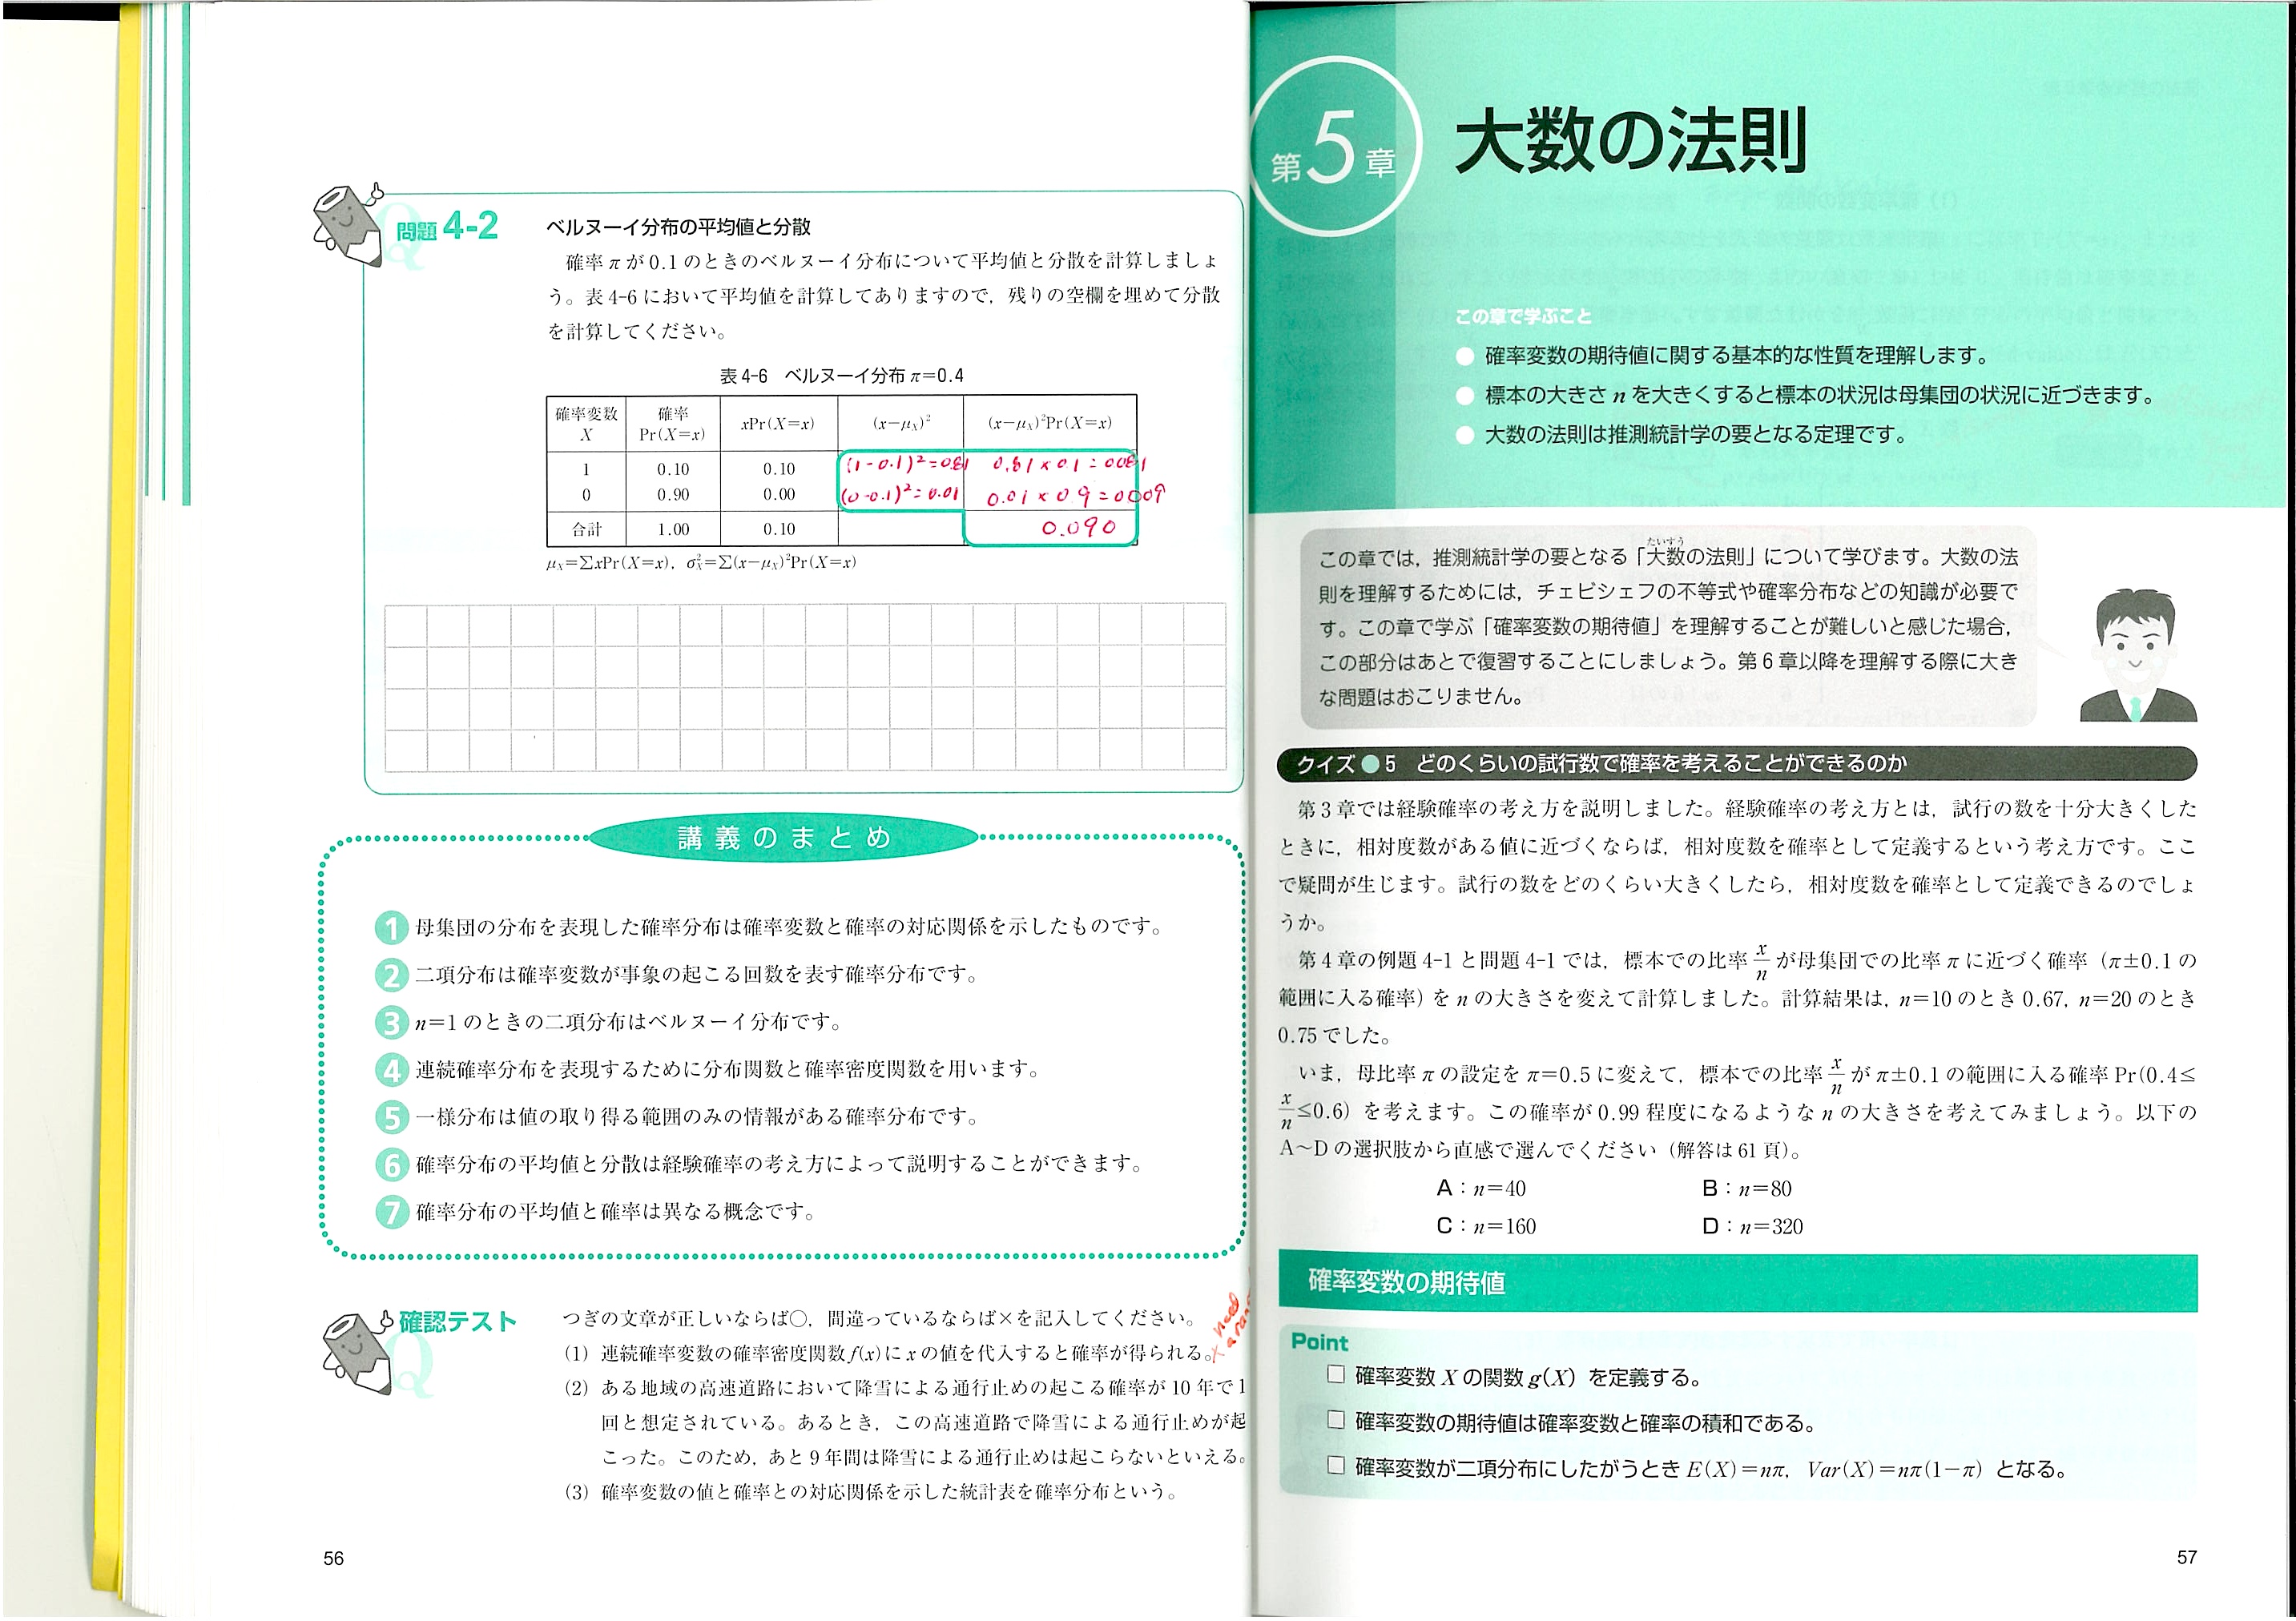 問題 4-2 ベルヌーイ分布の平均値と分散
確率πが0.1のときのベルヌーイ分布について平均値と分散を計算しましょ
う。表4-6において平均値を計算してありますので，残りの空欄を埋めて分散
を計算してください。
表4-6 ベルヌーイ分布π=0.4
確率変数 X 確率 Pr(X=x) xPr(X=x) (x−μX)² (x−μX)²Pr(X=x)
1 0.10 0.10 (1-0.1)²=0.81 0.81×0.1=0.081
0 0.90 0.00 (0-0.1)²=0.01 0.01×0.9=0.009
合計 1.00 0.10 0.090
μX=ΣxPr(X=x)，σ²X=Σ(x−μX)²Pr(X=x)
講義のまとめ
1 母集団の分布を表現した確率分布は確率変数と確率の対応関係を示したものです。
2 二項分布は確率変数が事象の起こる回数を表す確率分布です。
3 n=1のときの二項分布はベルヌーイ分布です。
4 連続確率分布を表現するために分布関数と確率密度関数を用います。
5 一様分布は値の取り得る範囲のみの情報がある確率分布です。
6 確率分布の平均値と分散は経験確率の考え方によって説明することができます。
7 確率分布の平均値と確率は異なる概念です。
確認テスト つぎの文章が正しいならば○，間違っているならば×を記入してください。
(1) 連続確率変数の確率密度関数f(x)にxの値を代入すると確率が得られる。 × need
(2) ある地域の高速道路において降雪による通行止めの起こる確率が10年で1
回と想定されている。あるとき，この高速道路で降雪による通行止めが起
こった。このため，あと9年間は降雪による通行止めは起こらないといえる。
(3) 確率変数の値と確率との対応関係を示した統計表を確率分布という。
56
第5章 大数の法則
この章で学ぶこと
● 確率変数の期待値に関する基本的な性質を理解します。
● 標本の大きさnを大きくすると標本の状況は母集団の状況に近づきます。
● 大数の法則は推測統計学の要となる定理です。
たいすう
この章では，推測統計学の要となる「大数の法則」について学びます。大数の法
則を理解するためには，チェビシェフの不等式や確率分布などの知識が必要で
す。この章で学ぶ「確率変数の期待値」を理解することが難しいと感じた場合，
この部分はあとで復習することにしましょう。第6章以降を理解する際に大き
な問題はおこりません。
クイズ●5 どのくらいの試行数で確率を考えることができるのか
第3章では経験確率の考え方を説明しました。経験確率の考え方とは，試行の数を十分大きくした
ときに，相対度数がある値に近づくならば，相対度数を確率として定義するという考え方です。ここ
で疑問が生じます。試行の数をどのくらい大きくしたら，相対度数を確率として定義できるのでしょ
うか。
第4章の例題4-1と問題4-1では，標本での比率x/nが母集団での比率πに近づく確率（π±0.1の
範囲に入る確率）をnの大きさを変えて計算しました。計算結果は，n=10のとき0.67，n=20のとき
0.75でした。
いま，母比率πの設定をπ=0.5に変えて，標本での比率x/nがπ±0.1の範囲に入る確率Pr(0.4≤
x/n≤0.6）を考えます。この確率が0.99程度になるようなnの大きさを考えてみましょう。以下の
A〜Dの選択肢から直感で選んでください（解答は61頁）。
A：n=40 B：n=80
C：n=160 D：n=320
確率変数の期待値
Point
□ 確率変数Xの関数g(X) を定義する。
□ 確率変数の期待値は確率変数と確率の積和である。
□ 確率変数が二項分布にしたがうときE(X)=nπ，Var(X)=nπ(1−π) となる。
57